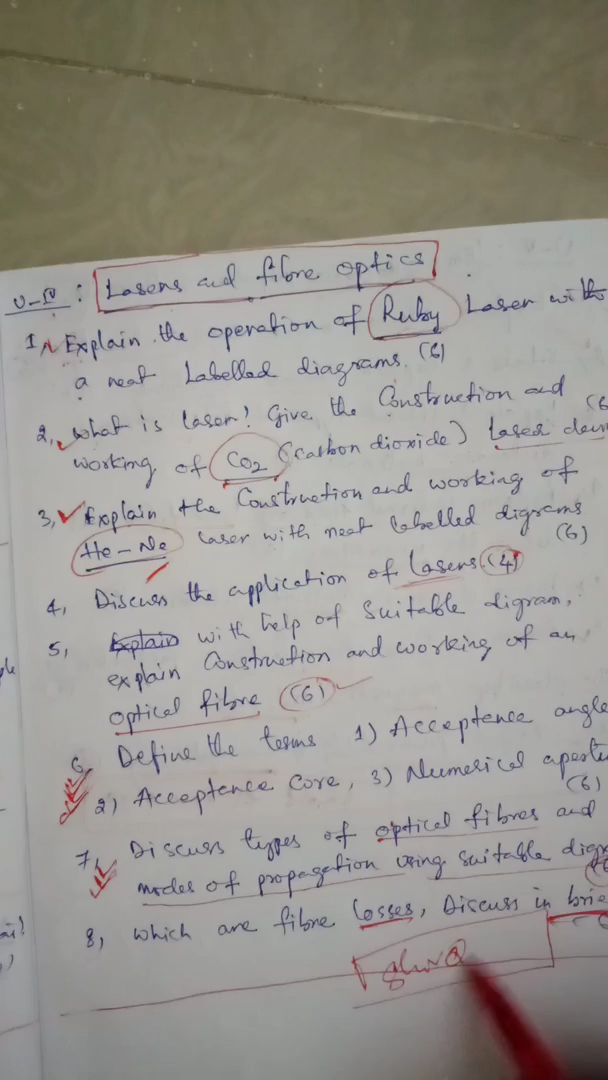 U-IV : Lasers and fibre optics
1, Explain the operation of Ruby Laser with
a neat Labelled diagrams. (6)
2, What is laser? Give the Construction and
working of CO2 (carbon dioxide) laser (6
3, Explain the Construction and working of
He-Ne laser with neat labelled digrams
(6)
4, Discuss the application of lasers. (4)
5, Explain with help of Suitable digram,
explain Construction and working of an
optical fibre (6)
6, Define the terms 1) Acceptence angle
2) Acceptence Core, 3) Numerical
(6)
7, Discuss types of optical fibres and
modes of propagation using suitable digr
8, which are fibre losses, Discuss in brie